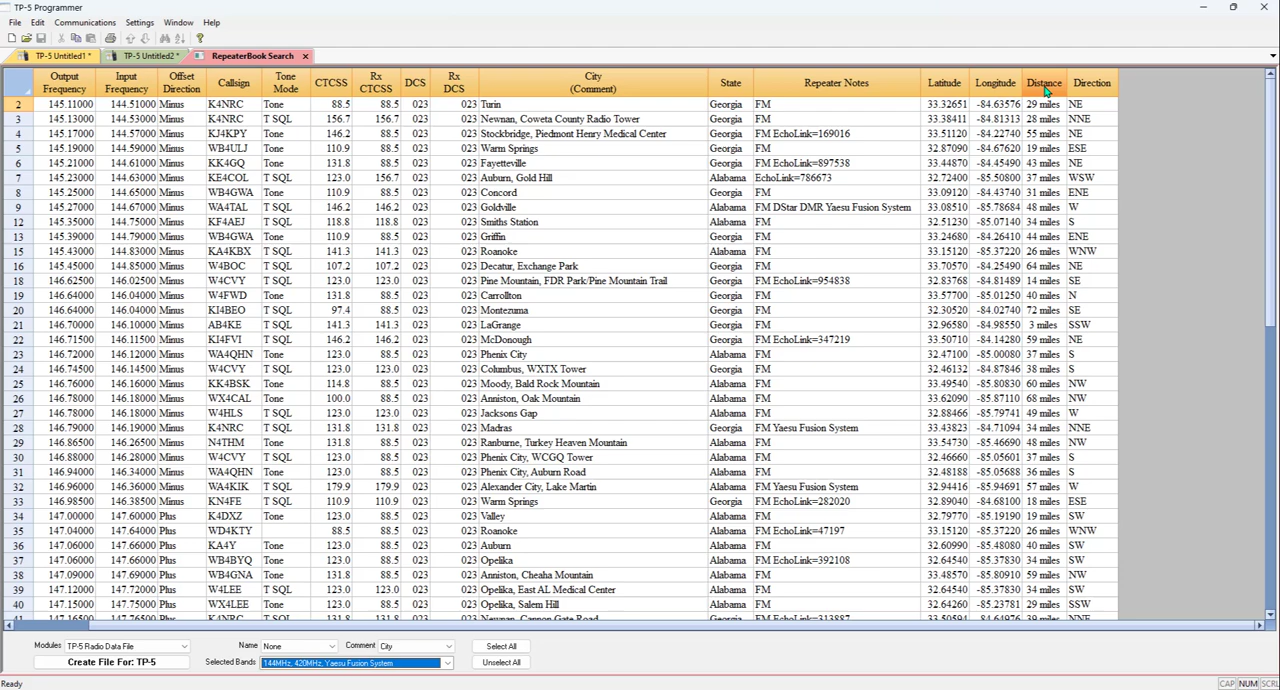 TP-5 Programmer
File Edit Communications Settings Window Help
TP-5 Untitled1 * TP-5 Untitled2 * RepeaterBook Search
Output Frequency Input Frequency Offset Direction Callsign Tone Mode CTCSS Rx CTCSS DCS Rx DCS City (Comment) State Repeater Notes Latitude Longitude Distance Direction
2 145.11000 144.51000 Minus K4NRC Tone 88.5 88.5 023 023 Turin Georgia FM 33.32651 -84.63576 29 miles NE
3 145.13000 144.53000 Minus K4NRC T SQL 156.7 156.7 023 023 Newnan, Coweta County Radio Tower Georgia FM 33.38411 -84.81313 28 miles NNE
4 145.17000 144.57000 Minus KJ4KPY Tone 146.2 88.5 023 023 Stockbridge, Piedmont Henry Medical Center Georgia FM EchoLink=169016 33.51120 -84.22740 55 miles NE
5 145.19000 144.59000 Minus WB4ULJ Tone 110.9 88.5 023 023 Warm Springs Georgia FM 32.87090 -84.67620 19 miles ESE
6 145.21000 144.61000 Minus KK4GQ Tone 131.8 88.5 023 023 Fayetteville Georgia FM EchoLink=897538 33.44870 -84.45490 43 miles NE
7 145.23000 144.63000 Minus KE4COL T SQL 123.0 156.7 023 023 Auburn, Gold Hill Alabama EchoLink=786673 32.72400 -85.50800 37 miles WSW
8 145.25000 144.65000 Minus WB4GWA Tone 110.9 88.5 023 023 Concord Georgia FM 33.09120 -84.43740 31 miles ENE
9 145.27000 144.67000 Minus WA4TAL T SQL 146.2 146.2 023 023 Goldville Alabama FM DStar DMR Yaesu Fusion System 33.08510 -85.78684 48 miles W
12 145.35000 144.75000 Minus KF4AEJ T SQL 118.8 118.8 023 023 Smiths Station Alabama FM 32.51230 -85.07140 34 miles S
13 145.39000 144.79000 Minus WB4GWA Tone 110.9 88.5 023 023 Griffin Georgia FM 33.24680 -84.26410 44 miles ENE
15 145.43000 144.83000 Minus KA4KBX T SQL 141.3 141.3 023 023 Roanoke Alabama FM 33.15120 -85.37220 26 miles WNW
16 145.45000 144.85000 Minus W4BOC T SQL 107.2 107.2 023 023 Decatur, Exchange Park Georgia FM 33.70570 -84.25490 64 miles NE
18 146.62500 146.02500 Minus W4CVY T SQL 123.0 123.0 023 023 Pine Mountain, FDR Park/Pine Mountain Trail Georgia FM EchoLink=954838 32.83768 -84.81489 14 miles SE
19 146.64000 146.04000 Minus W4FWD Tone 131.8 88.5 023 023 Carrollton Georgia FM 33.57700 -85.01250 40 miles N
20 146.64000 146.04000 Minus KI4BEO T SQL 97.4 88.5 023 023 Montezuma Georgia FM 32.30520 -84.02740 72 miles SE
21 146.70000 146.10000 Minus AB4KE T SQL 141.3 141.3 023 023 LaGrange Georgia FM 32.96580 -84.98550 3 miles SSW
22 146.71500 146.11500 Minus KI4FVI T SQL 146.2 146.2 023 023 McDonough Georgia FM EchoLink=347219 33.50710 -84.14280 59 miles NE
23 146.72000 146.12000 Minus WA4QHN Tone 123.0 88.5 023 023 Phenix City Alabama FM 32.47100 -85.00080 37 miles S
24 146.74500 146.14500 Minus W4CVY T SQL 123.0 123.0 023 023 Columbus, WXTX Tower Georgia FM 32.46132 -84.87846 38 miles S
25 146.76000 146.16000 Minus KK4BSK Tone 114.8 88.5 023 023 Moody, Bald Rock Mountain Alabama FM 33.49540 -85.80830 60 miles NW
26 146.78000 146.18000 Minus WX4CAL Tone 100.0 88.5 023 023 Anniston, Oak Mountain Alabama FM 33.62090 -85.87110 68 miles NW
27 146.78000 146.18000 Minus W4HLS T SQL 123.0 123.0 023 023 Jacksons Gap Alabama FM 32.88466 -85.79741 49 miles W
28 146.79000 146.19000 Minus K4NRC T SQL 131.8 131.8 023 023 Madras Georgia FM Yaesu Fusion System 33.43823 -84.71094 34 miles NNE
29 146.86500 146.26500 Minus N4THM Tone 131.8 88.5 023 023 Ranburne, Turkey Heaven Mountain Alabama FM 33.54730 -85.46690 48 miles NW
30 146.88000 146.28000 Minus W4CVY T SQL 123.0 123.0 023 023 Phenix City, WCGQ Tower Alabama FM 32.46660 -85.05601 37 miles S
31 146.94000 146.34000 Minus WA4QHN Tone 123.0 88.5 023 023 Phenix City, Auburn Road Alabama FM 32.48188 -85.05688 36 miles S
32 146.96000 146.36000 Minus WA4KIK T SQL 179.9 179.9 023 023 Alexander City, Lake Martin Alabama FM Yaesu Fusion System 32.94416 -85.94691 57 miles W
33 146.98500 146.38500 Minus KN4FE T SQL 110.9 110.9 023 023 Warm Springs Georgia FM EchoLink=282020 32.89040 -84.68100 18 miles ESE
34 147.00000 147.60000 Plus K4DXZ Tone 123.0 88.5 023 023 Valley Alabama FM 32.79770 -85.19190 19 miles SW
35 147.04000 147.64000 Plus WD4KTY 88.5 88.5 023 023 Roanoke Alabama FM EchoLink=47197 33.15120 -85.37220 26 miles WNW
36 147.06000 147.66000 Plus KA4Y Tone 123.0 88.5 023 023 Auburn Alabama FM 32.60990 -85.48080 40 miles SW
37 147.06000 147.66000 Plus WB4BYQ Tone 123.0 88.5 023 023 Opelika Alabama FM EchoLink=392108 32.64540 -85.37830 34 miles SW
38 147.09000 147.69000 Plus WB4GNA Tone 131.8 88.5 023 023 Anniston, Cheaha Mountain Alabama FM 33.48570 -85.80910 59 miles NW
39 147.12000 147.72000 Plus W4LEE T SQL 123.0 123.0 023 023 Opelika, East AL Medical Center Alabama FM 32.64540 -85.37830 34 miles SW
40 147.15000 147.75000 Plus WX4LEE Tone 123.0 88.5 023 023 Opelika, Salem Hill Alabama FM 32.64260 -85.23781 29 miles SSW
41 147.16500 147.76500 Plus K4NRC T SQL 131.8 131.8 023 023 Newnan, Cannon Gate Road Georgia FM EchoLink=313887 33.50594 -84.64976 39 miles NNE
Modules TP-5 Radio Data File Name None Comment City Select All
Create File For: TP-5 Selected Bands 144MHz, 420MHz, Yaesu Fusion System Unselect All
Ready CAP NUM SCRL